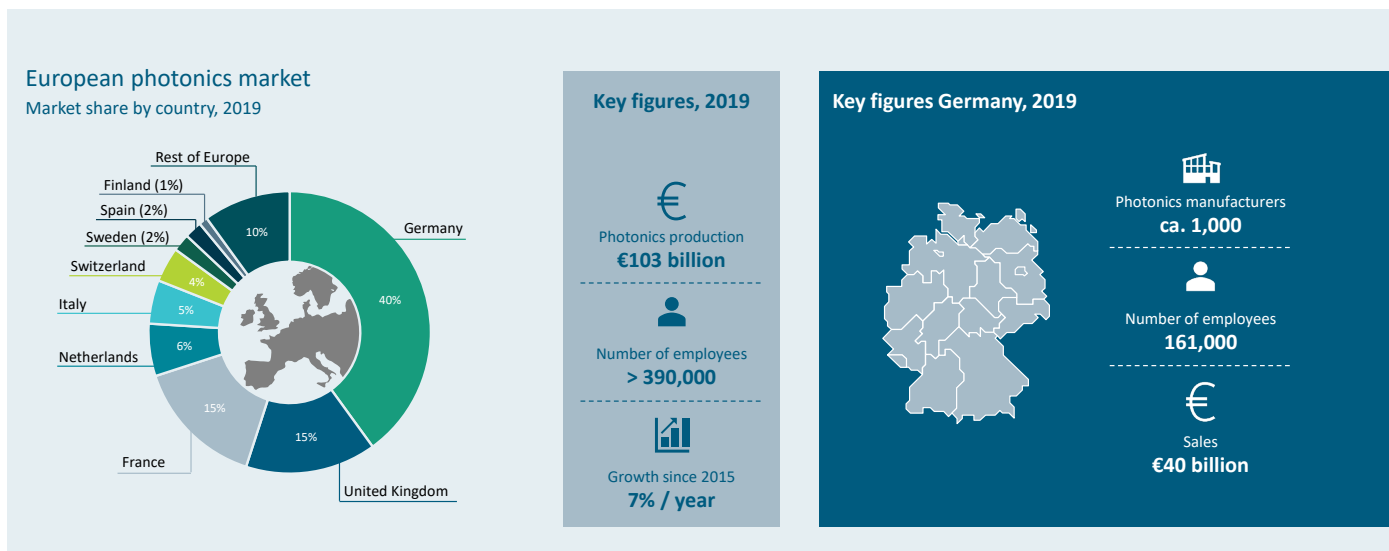 European photonics market
Market share by country, 2019
Rest of Europe
Finland (1%)
Spain (2%)
Sweden (2%)
Switzerland
Italy
Netherlands
France
United Kingdom
Germany
10%
4%
5%
6%
15%
15%
40%
Key figures, 2019
Photonics production
€103 billion
Number of employees
> 390,000
Growth since 2015
7% / year
Key figures Germany, 2019
Photonics manufacturers
ca. 1,000
Number of employees
161,000
Sales
€40 billion